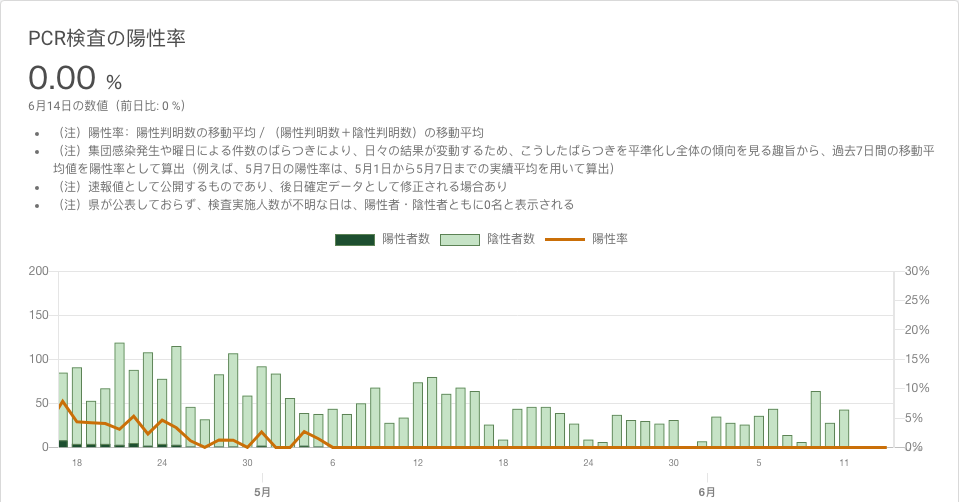 PCR検査の陽性率
0.00 %
6月14日の数値（前日比: 0 %）
• （注）陽性率：陽性判明数の移動平均 / （陽性判明数＋陰性判明数）の移動平均
• （注）集団感染発生や曜日による件数のばらつきにより、日々の結果が変動するため、こうしたばらつきを平準化し全体の傾向を見る趣旨から、過去7日間の移動平
均値を陽性率として算出（例えば、5月7日の陽性率は、5月1日から5月7日までの実績平均を用いて算出）
• （注）速報値として公開するものであり、後日確定データとして修正される場合あり
• （注）県が公表しておらず、検査実施人数が不明な日は、陽性者・陰性者ともに0名と表示される
陽性者数 陰性者数 陽性率
200 30%
25%
150
20%
100 15%
10%
50
5%
0 0%
18 24 30 6 12 18 24 30 5 11
5月 6月